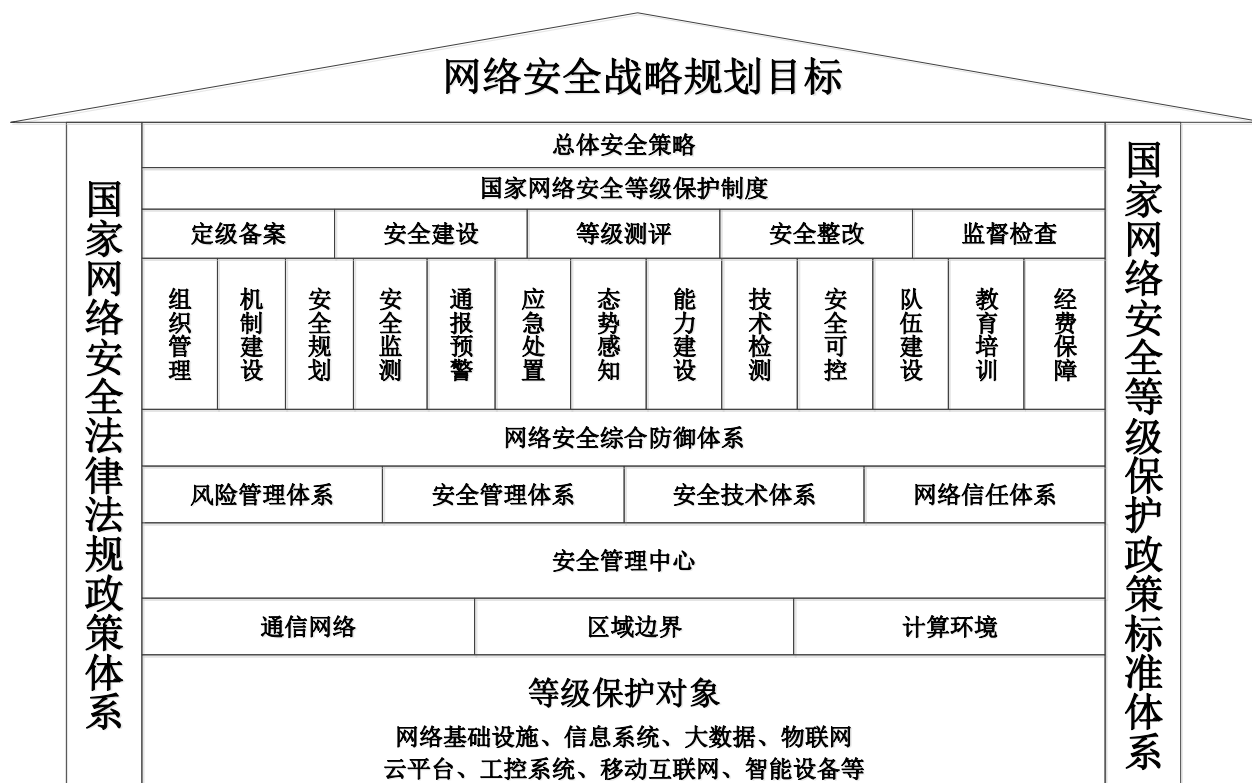 网络安全战略规划目标
国家网络安全法律法规政策体系
总体安全策略
国家网络安全等级保护制度
定级备案
安全建设
等级测评
安全整改
监督检查
组织管理
机制建设
安全规划
安全监测
通报预警
应急处置
态势感知
能力建设
技术检测
安全可控
队伍建设
教育培训
经费保障
网络安全综合防御体系
风险管理体系
安全管理体系
安全技术体系
网络信任体系
安全管理中心
通信网络
区域边界
计算环境
等级保护对象
网络基础设施、信息系统、大数据、物联网
云平台、工控系统、移动互联网、智能设备等
国家网络安全等级保护政策标准体系